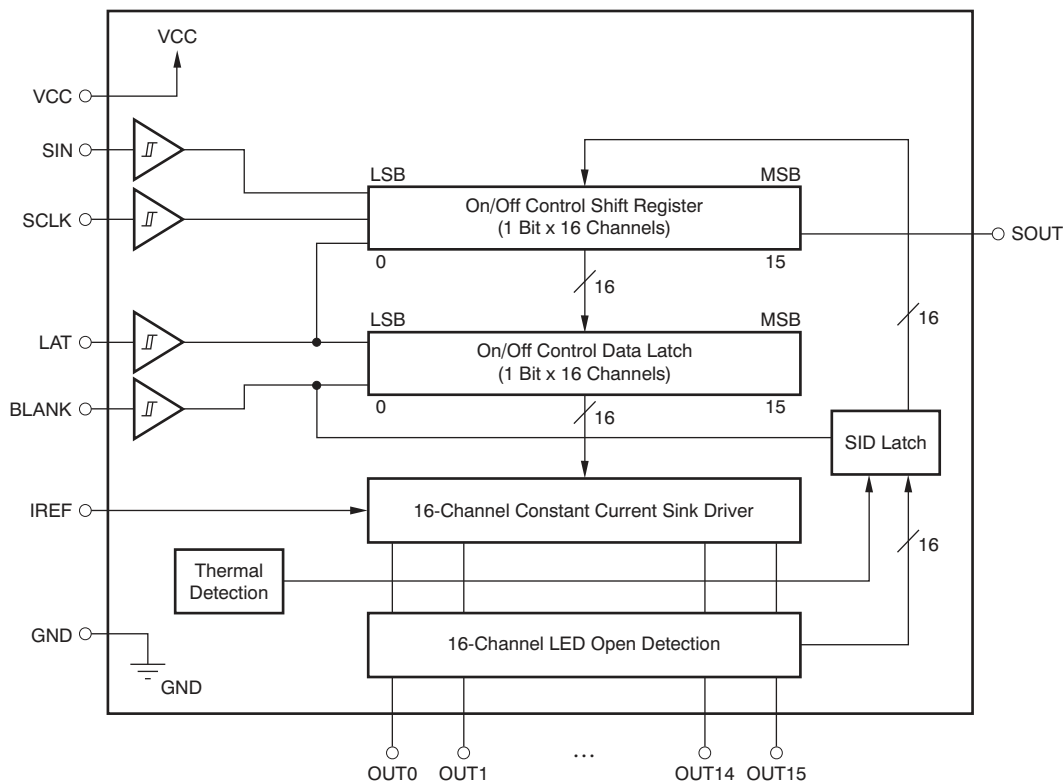 VCC
VCC
SIN
SCLK
LSB
MSB
On/Off Control Shift Register
(1 Bit x 16 Channels)
SOUT
0
15
16
16
LAT
LSB
MSB
On/Off Control Data Latch
(1 Bit x 16 Channels)
BLANK
0
15
16
SID Latch
IREF
16-Channel Constant Current Sink Driver
16
Thermal
Detection
GND
16-Channel LED Open Detection
GND
OUT0
OUT1
...
OUT14
OUT15